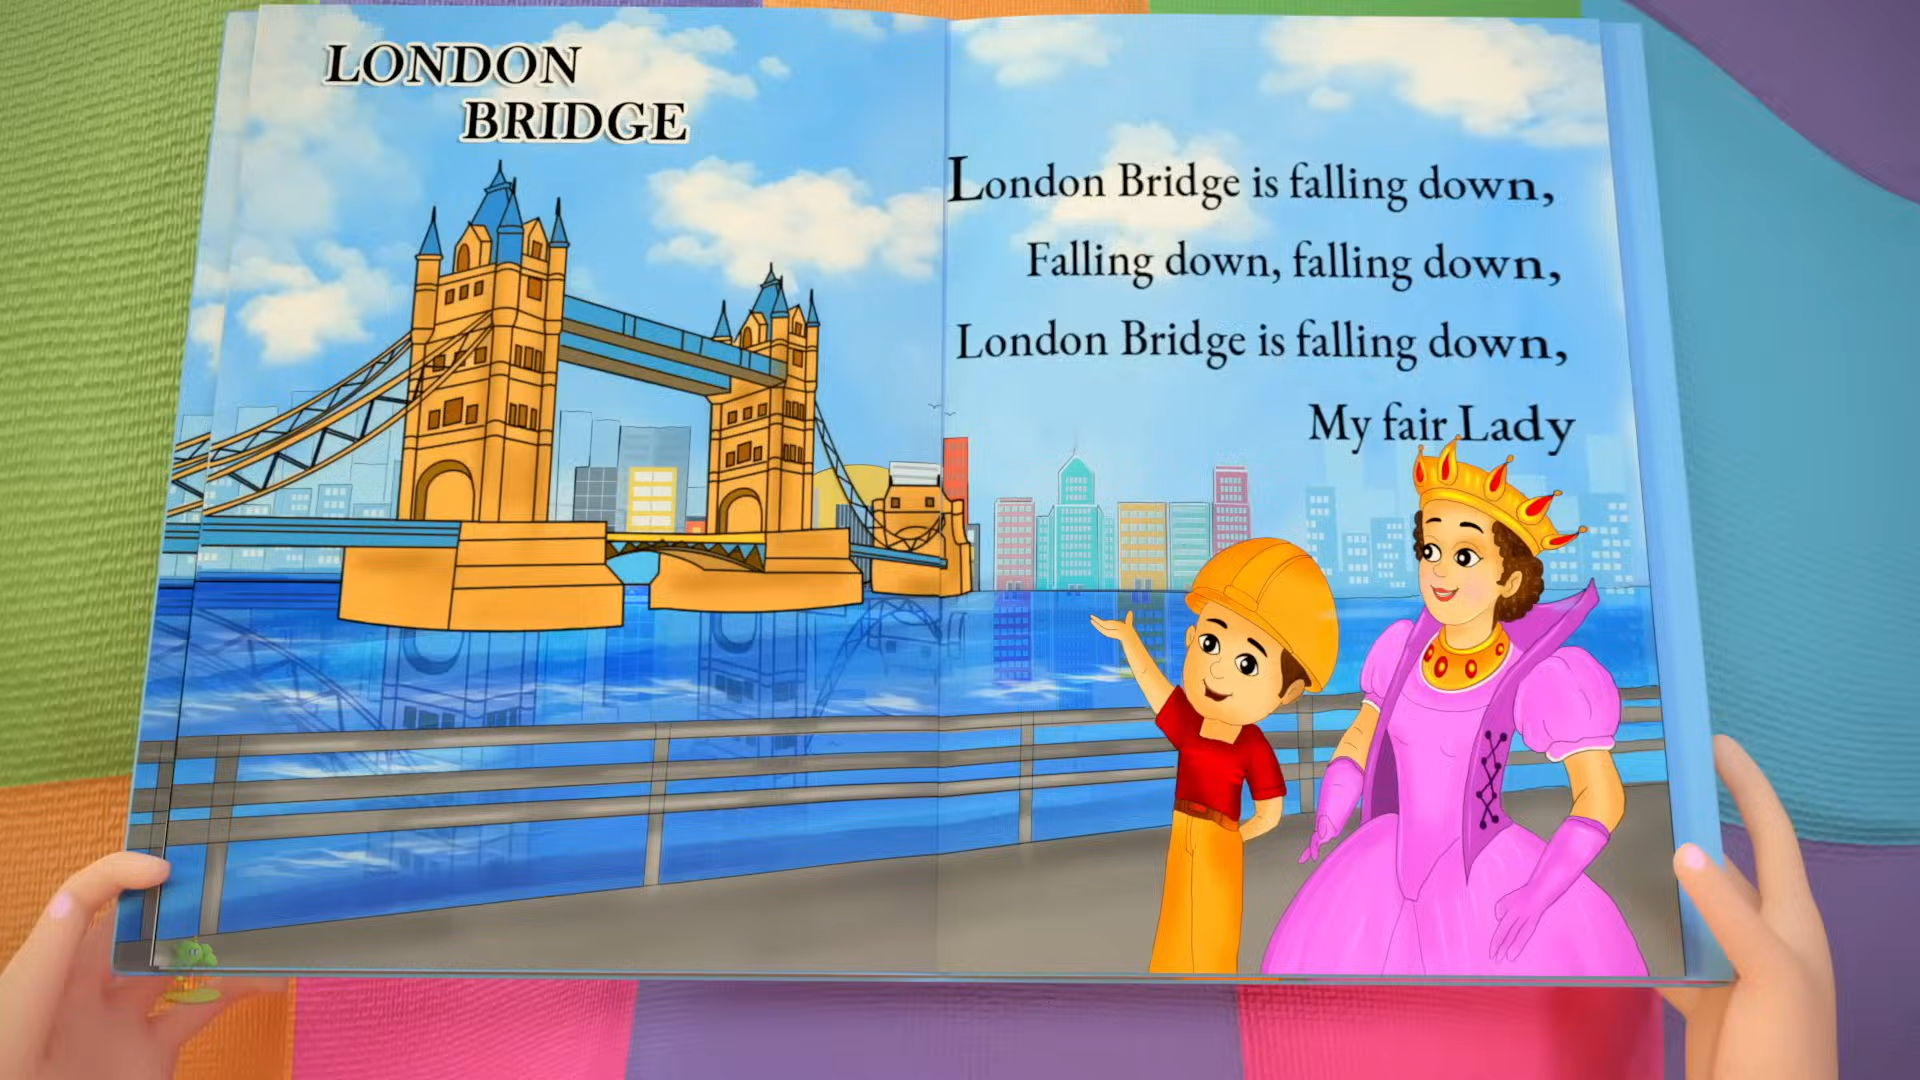 LONDON
BRIDGE
London Bridge is falling down,
Falling down, falling down,
London Bridge is falling down,
My fair Lady